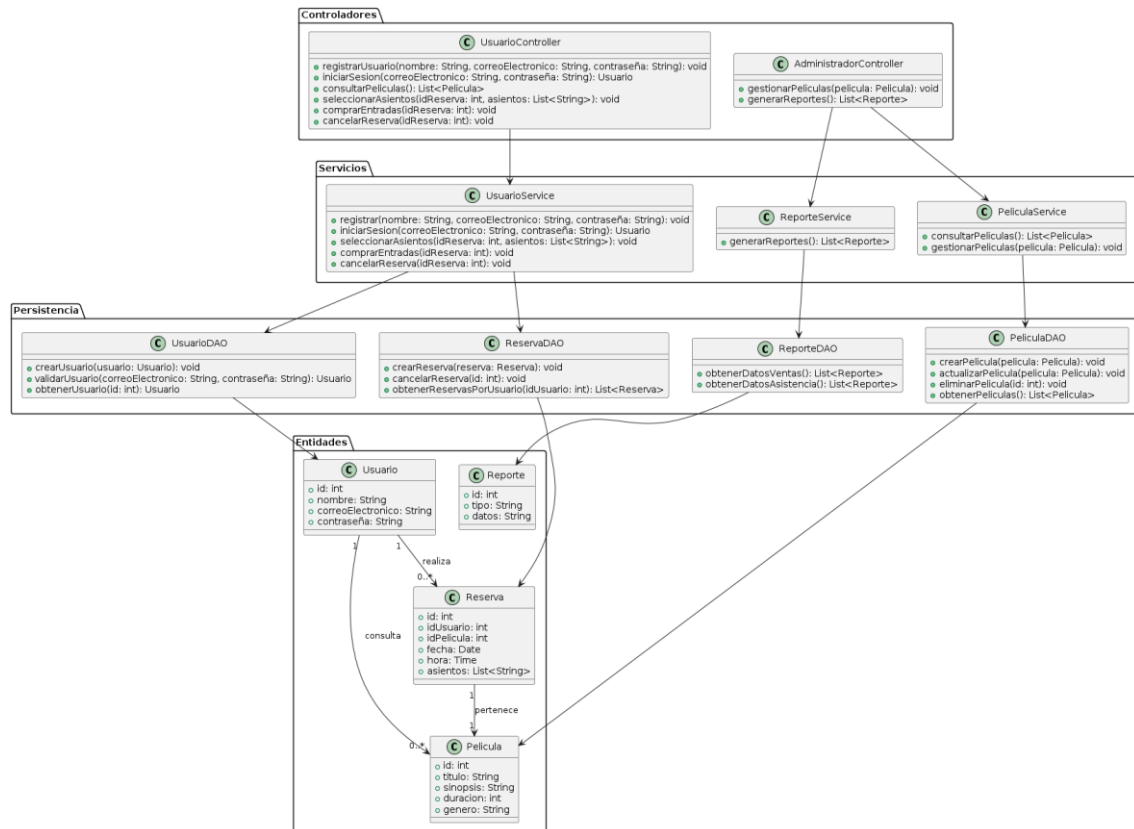 Controladores
C UsuarioController
registrarUsuario(nombre: String, correoElectronico: String, contraseña: String): void
iniciarSesion(correoElectronico: String, contraseña: String): Usuario
consultarPeliculas(): List<Pelicula>
seleccionarAsientos(idReserva: int, asientos: List<String>): void
comprarEntradas(idReserva: int): void
cancelarReserva(idReserva: int): void
C AdministradorController
gestionarPeliculas(pelicula: Pelicula): void
generarReportes(): List<Reporte>
Servicios
C UsuarioService
registrar(nombre: String, correoElectronico: String, contraseña: String): void
iniciarSesion(correoElectronico: String, contraseña: String): Usuario
seleccionarAsientos(idReserva: int, asientos: List<String>): void
comprarEntradas(idReserva: int): void
cancelarReserva(idReserva: int): void
C ReporteService
generarReportes(): List<Reporte>
C PeliculaService
consultarPeliculas(): List<Pelicula>
gestionarPeliculas(pelicula: Pelicula): void
Persistencia
C UsuarioDAO
crearUsuario(usuario: Usuario): void
validarUsuario(correoElectronico: String, contraseña: String): Usuario
obtenerUsuario(id: int): Usuario
C ReservaDAO
crearReserva(reserva: Reserva): void
cancelarReserva(id: int): void
obtenerReservasPorUsuario(idUsuario: int): List<Reserva>
C ReporteDAO
obtenerDatosVentas(): List<Reporte>
obtenerDatosAsistencia(): List<Reporte>
C PeliculaDAO
crearPelicula(pelicula: Pelicula): void
actualizarPelicula(pelicula: Pelicula): void
eliminarPelicula(id: int): void
obtenerPeliculas(): List<Pelicula>
Entidades
C Usuario
id: int
nombre: String
correoElectronico: String
contraseña: String
C Reporte
id: int
tipo: String
datos: String
1
1
realiza
0..*
C Reserva
id: int
idUsuario: int
idPelicula: int
fecha: Date
hora: Time
asientos: List<String>
consulta
1
pertenece
0..*
1
C Pelicula
id: int
titulo: String
sinopsis: String
duracion: int
genero: String